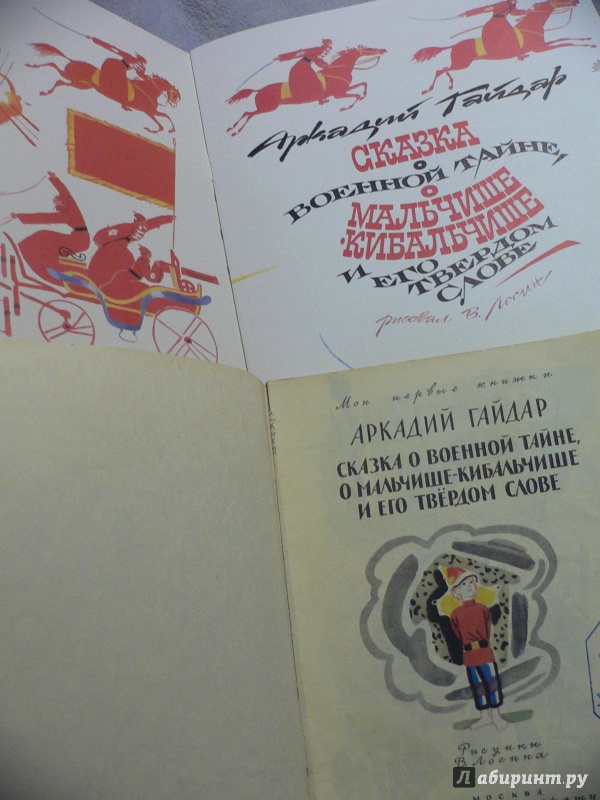 Аркадий Гайдар
СКАЗКА
О
ВОЕННОЙ ТАЙНЕ,
О
МАЛЬЧИШЕ
-КИБАЛЬЧИШЕ
И ЕГО
ТВЕРДОМ
СЛОВЕ
рисовал В. Лосин
Мои первые книжки
АРКАДИЙ ГАЙДАР
СКАЗКА О ВОЕННОЙ ТАЙНЕ,
О МАЛЬЧИШЕ-КИБАЛЬЧИШЕ
И ЕГО ТВЁРДОМ СЛОВЕ
Рисунки
В. Лосина
МОСКВА
Лабиринт.ру